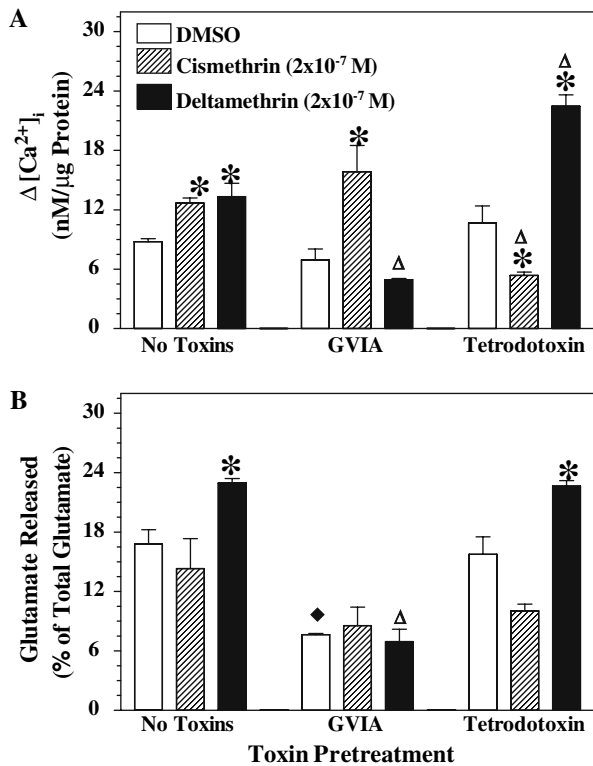 A
30
24
18
12
6
0
Δ [Ca²⁺]ᵢ
(nM/µg Protein)
DMSO
Cismethrin (2x10⁻⁷ M)
Deltamethrin (2x10⁻⁷ M)
* * * Δ Δ * Δ *
No Toxins GVIA Tetrodotoxin
B
30
24
18
12
6
0
Glutamate Released
(% of Total Glutamate)
* ◆ Δ *
No Toxins GVIA Tetrodotoxin
Toxin Pretreatment